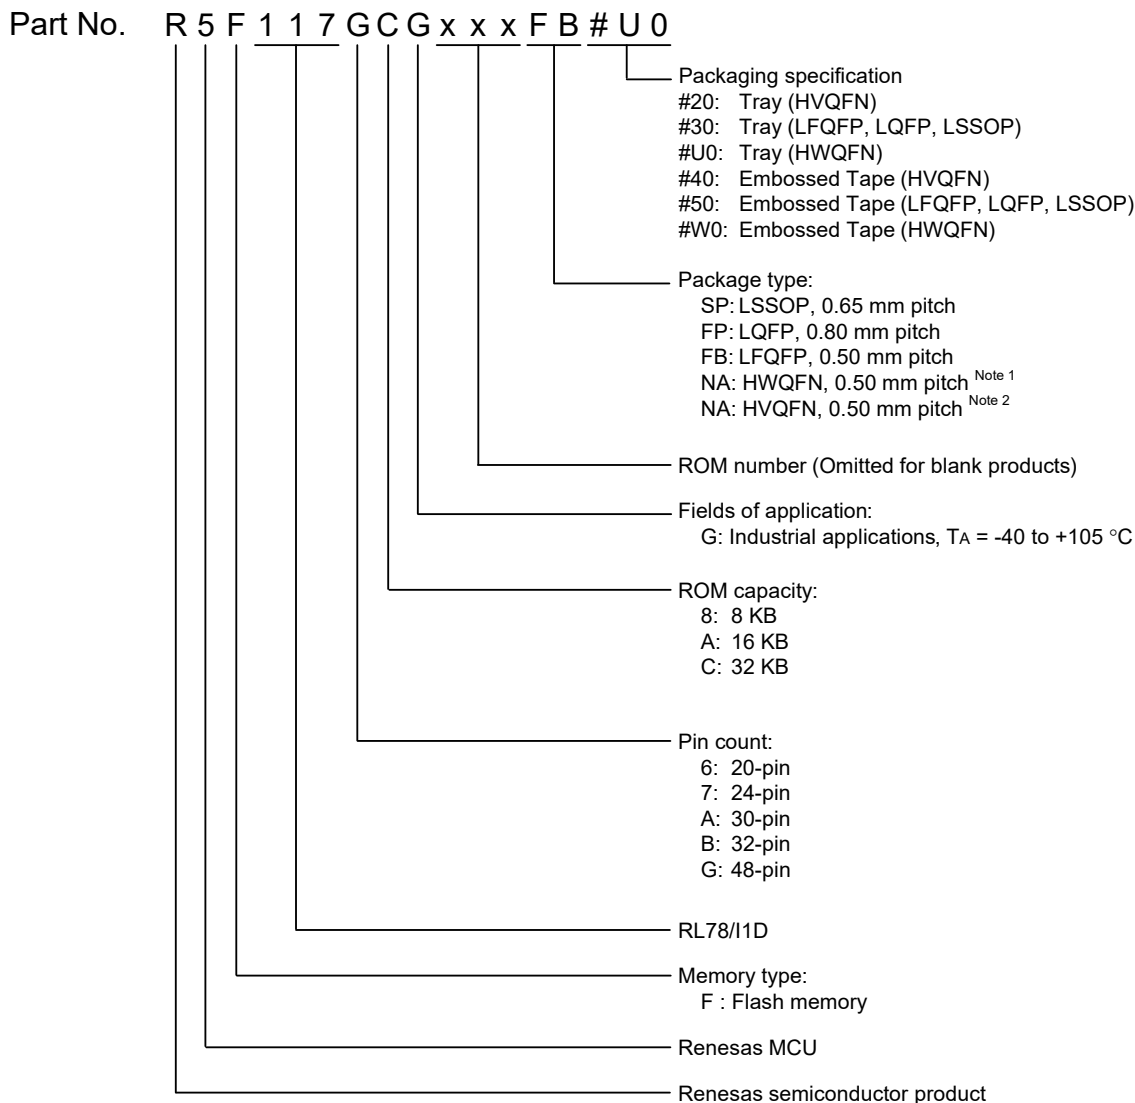 Part No. R 5 F 1 1 7 G C G x x x F B # U 0
Packaging specification
#20: Tray (HVQFN)
#30: Tray (LFQFP, LQFP, LSSOP)
#U0: Tray (HWQFN)
#40: Embossed Tape (HVQFN)
#50: Embossed Tape (LFQFP, LQFP, LSSOP)
#W0: Embossed Tape (HWQFN)
Package type:
SP: LSSOP, 0.65 mm pitch
FP: LQFP, 0.80 mm pitch
FB: LFQFP, 0.50 mm pitch
NA: HWQFN, 0.50 mm pitch Note 1
NA: HVQFN, 0.50 mm pitch Note 2
ROM number (Omitted for blank products)
Fields of application:
G: Industrial applications, TA = -40 to +105 °C
ROM capacity:
8: 8 KB
A: 16 KB
C: 32 KB
Pin count:
6: 20-pin
7: 24-pin
A: 30-pin
B: 32-pin
G: 48-pin
RL78/I1D
Memory type:
F : Flash memory
Renesas MCU
Renesas semiconductor product